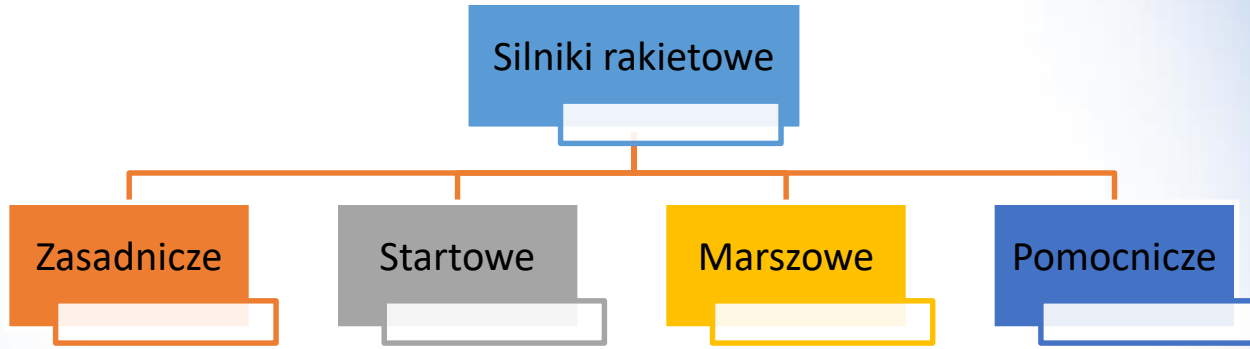 Silniki rakietowe
Zasadnicze
Startowe
Marszowe
Pomocnicze